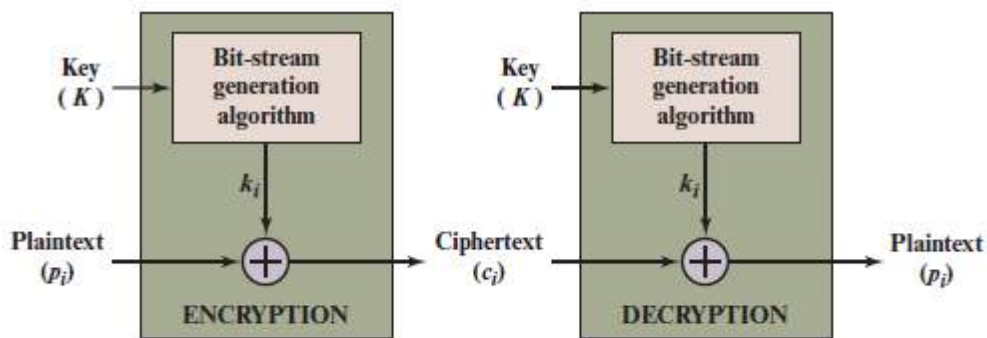 Key
( K )
Bit-stream
generation
algorithm
k_i
Plaintext
(p_i)
ENCRYPTION
Ciphertext
(c_i)
Key
( K )
Bit-stream
generation
algorithm
k_i
DECRYPTION
Plaintext
(p_i)